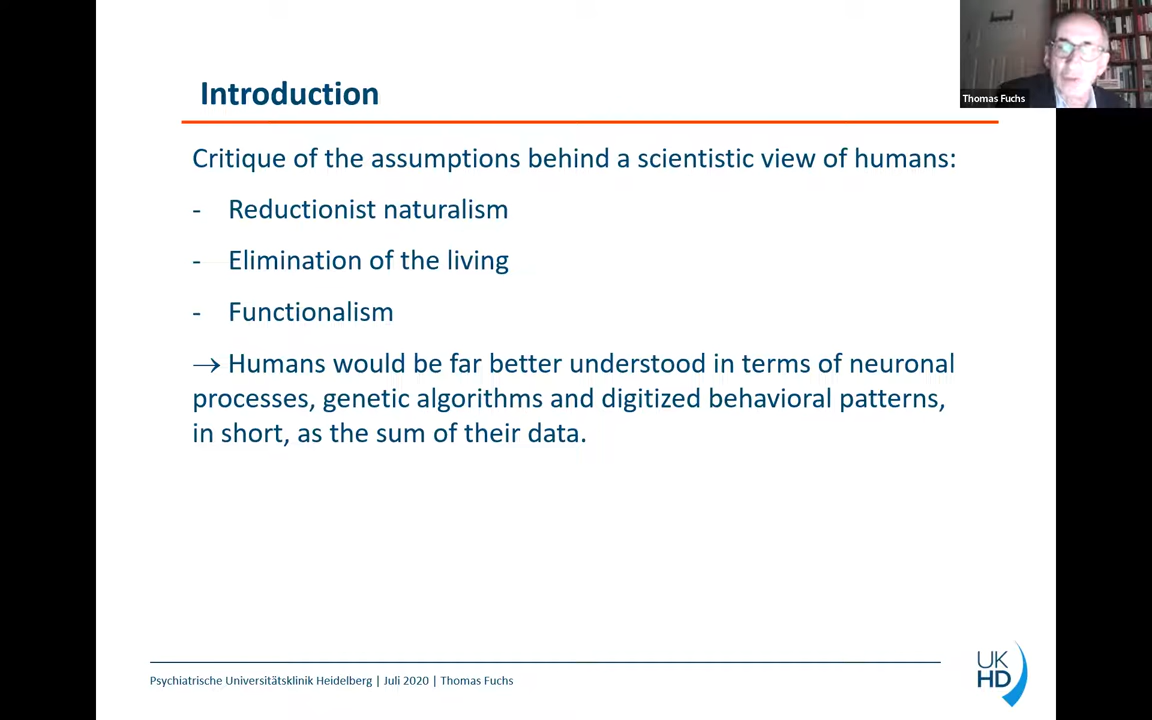 Introduction
Thomas Fuchs
Critique of the assumptions behind a scientistic view of humans:
- Reductionist naturalism
- Elimination of the living
- Functionalism
→ Humans would be far better understood in terms of neuronal
processes, genetic algorithms and digitized behavioral patterns,
in short, as the sum of their data.
Psychiatrische Universitätsklinik Heidelberg | Juli 2020 | Thomas Fuchs
UK
HD